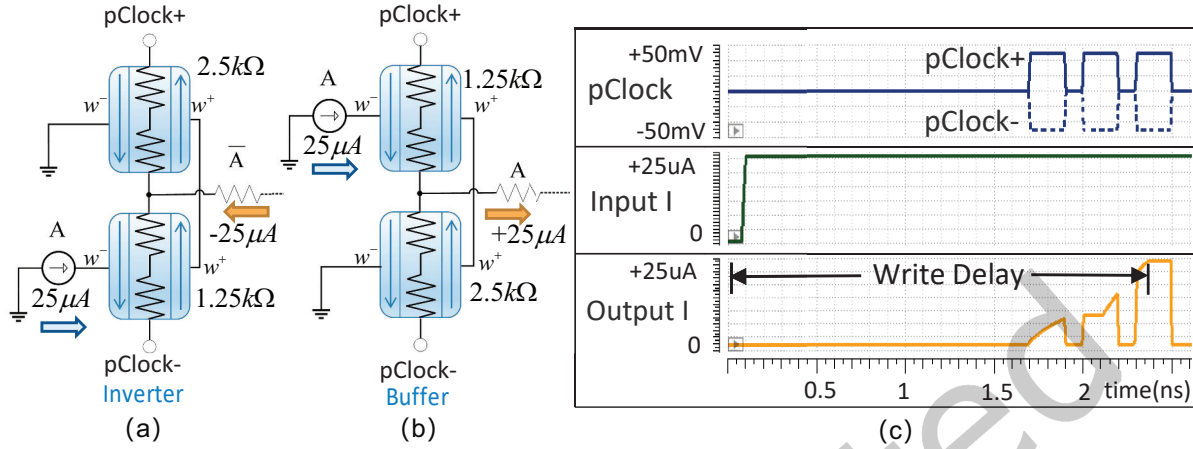 pClock+
2.5kΩ
w⁻
w⁺
A̅
A
-25μA
w⁻
w⁺
25μA
1.25kΩ
pClock-
Inverter
(a)
pClock+
A
1.25kΩ
w⁻
w⁺
25μA
A
w⁻
w⁺
+25μA
2.5kΩ
pClock-
Buffer
(b)
+50mV
pClock+
pClock
pClock-
-50mV
+25uA
Input I
0
+25uA
Write Delay
Output I
0
0.5 1 1.5 2 time(ns)
(c)